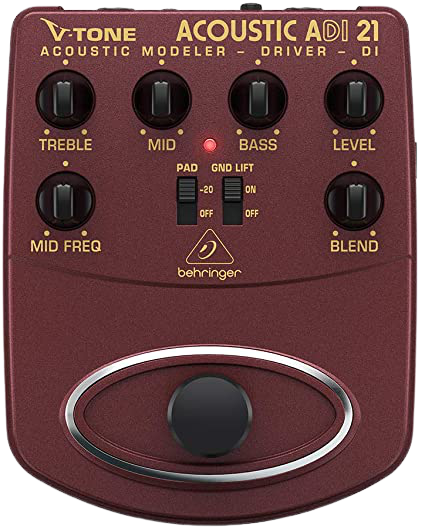 V-TONE
ACOUSTIC ADI 21
ACOUSTIC MODELER - DRIVER - DI
TREBLE
MID
BASS
LEVEL
PAD
GND LIFT
-20
ON
OFF
OFF
MID FREQ
BLEND
behringer